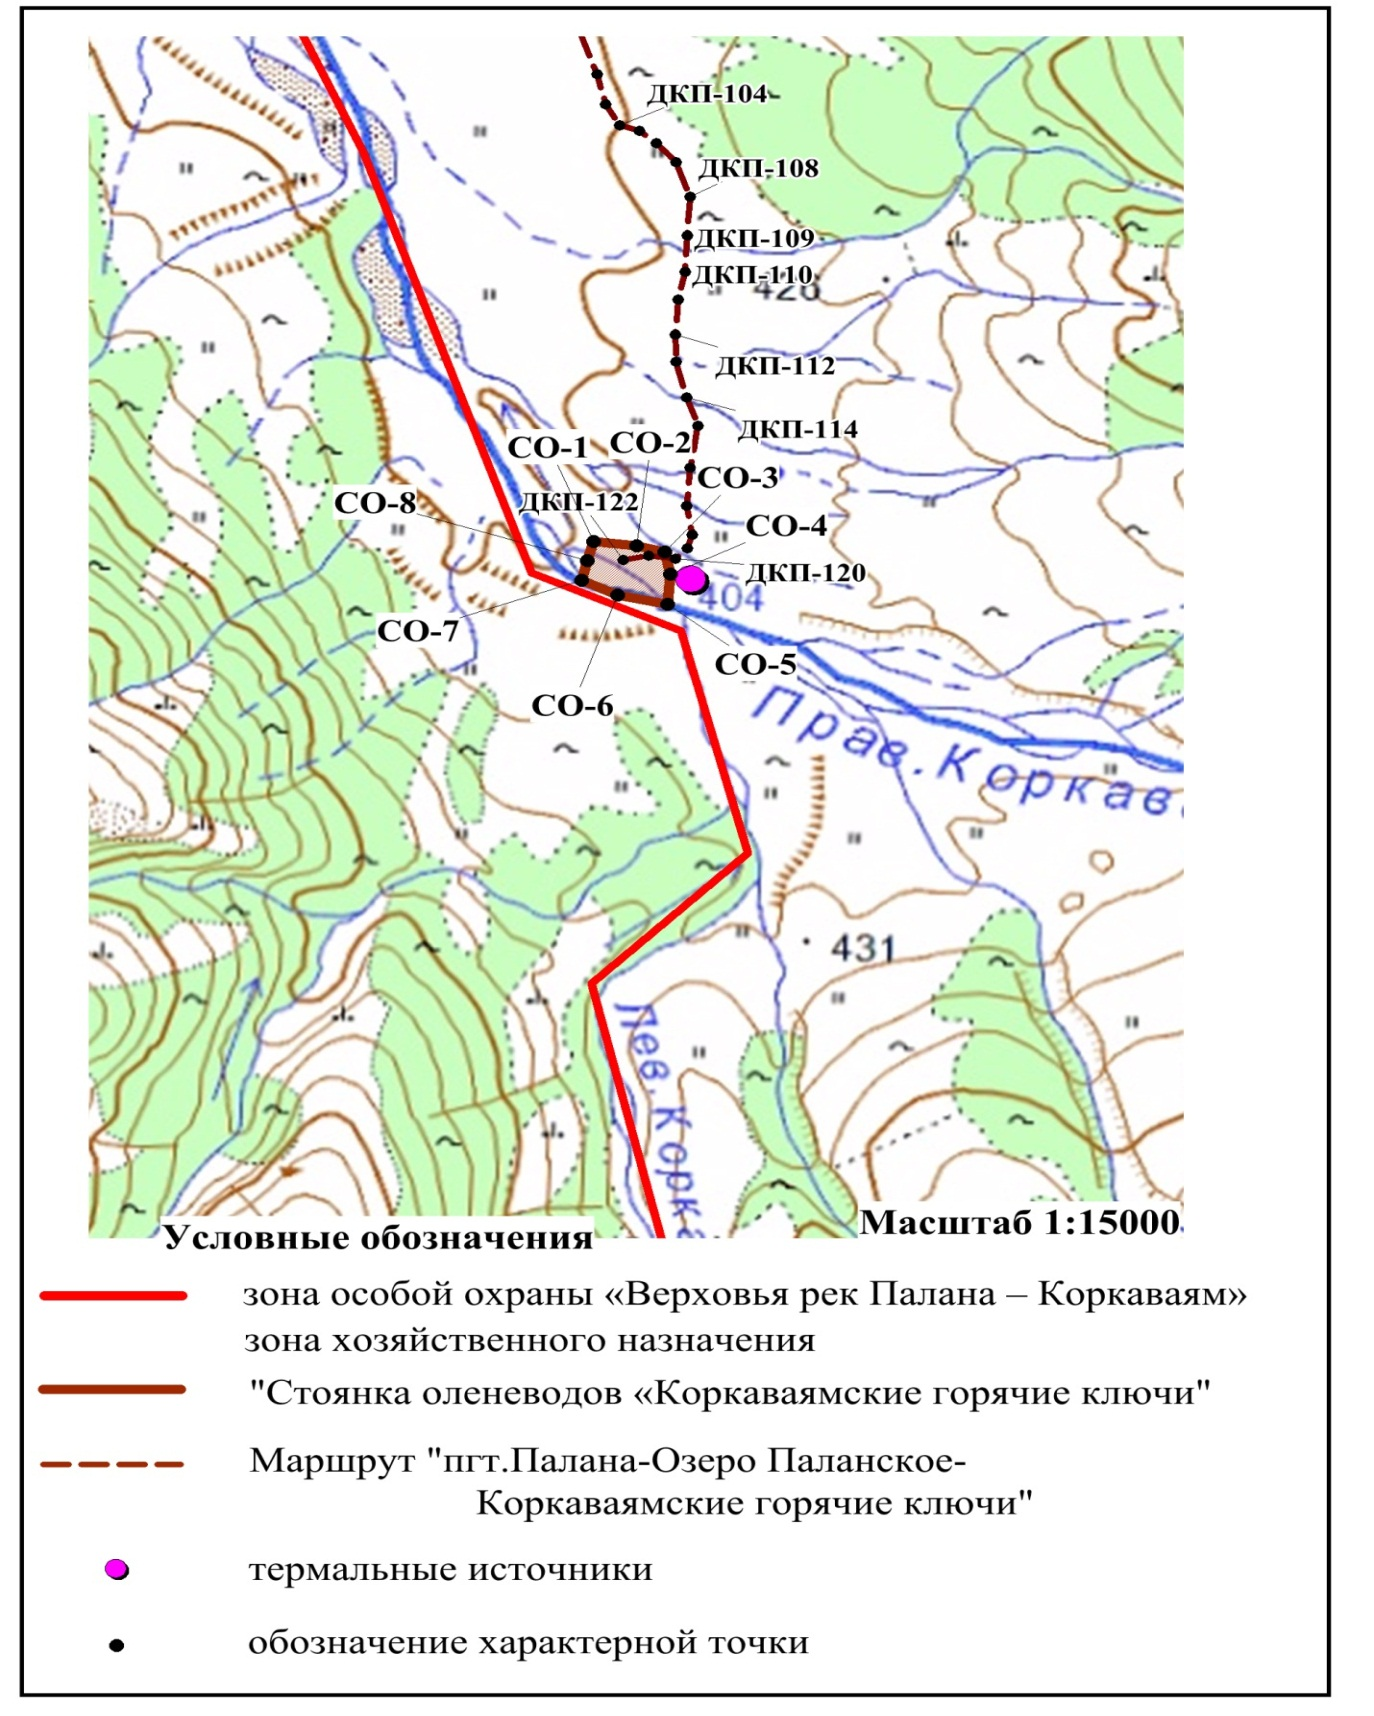 ДКП-104
ДКП-108
ДКП-109
ДКП-110
426
ДКП-112
ДКП-114
СО-1 СО-2
СО-3
СО-8
ДКП-122
СО-4
ДКП-120
404
СО-7
СО-5
СО-6
Прав. Коркав
431
Лев. Корка
Масштаб 1:15000
Условные обозначения
зона особой охраны «Верховья рек Палана – Коркаваям»
зона хозяйственного назначения
"Стоянка оленеводов «Коркаваямские горячие ключи"
Маршрут "пгт.Палана-Озеро Паланское-
Коркаваямские горячие ключи"
термальные источники
обозначение характерной точки